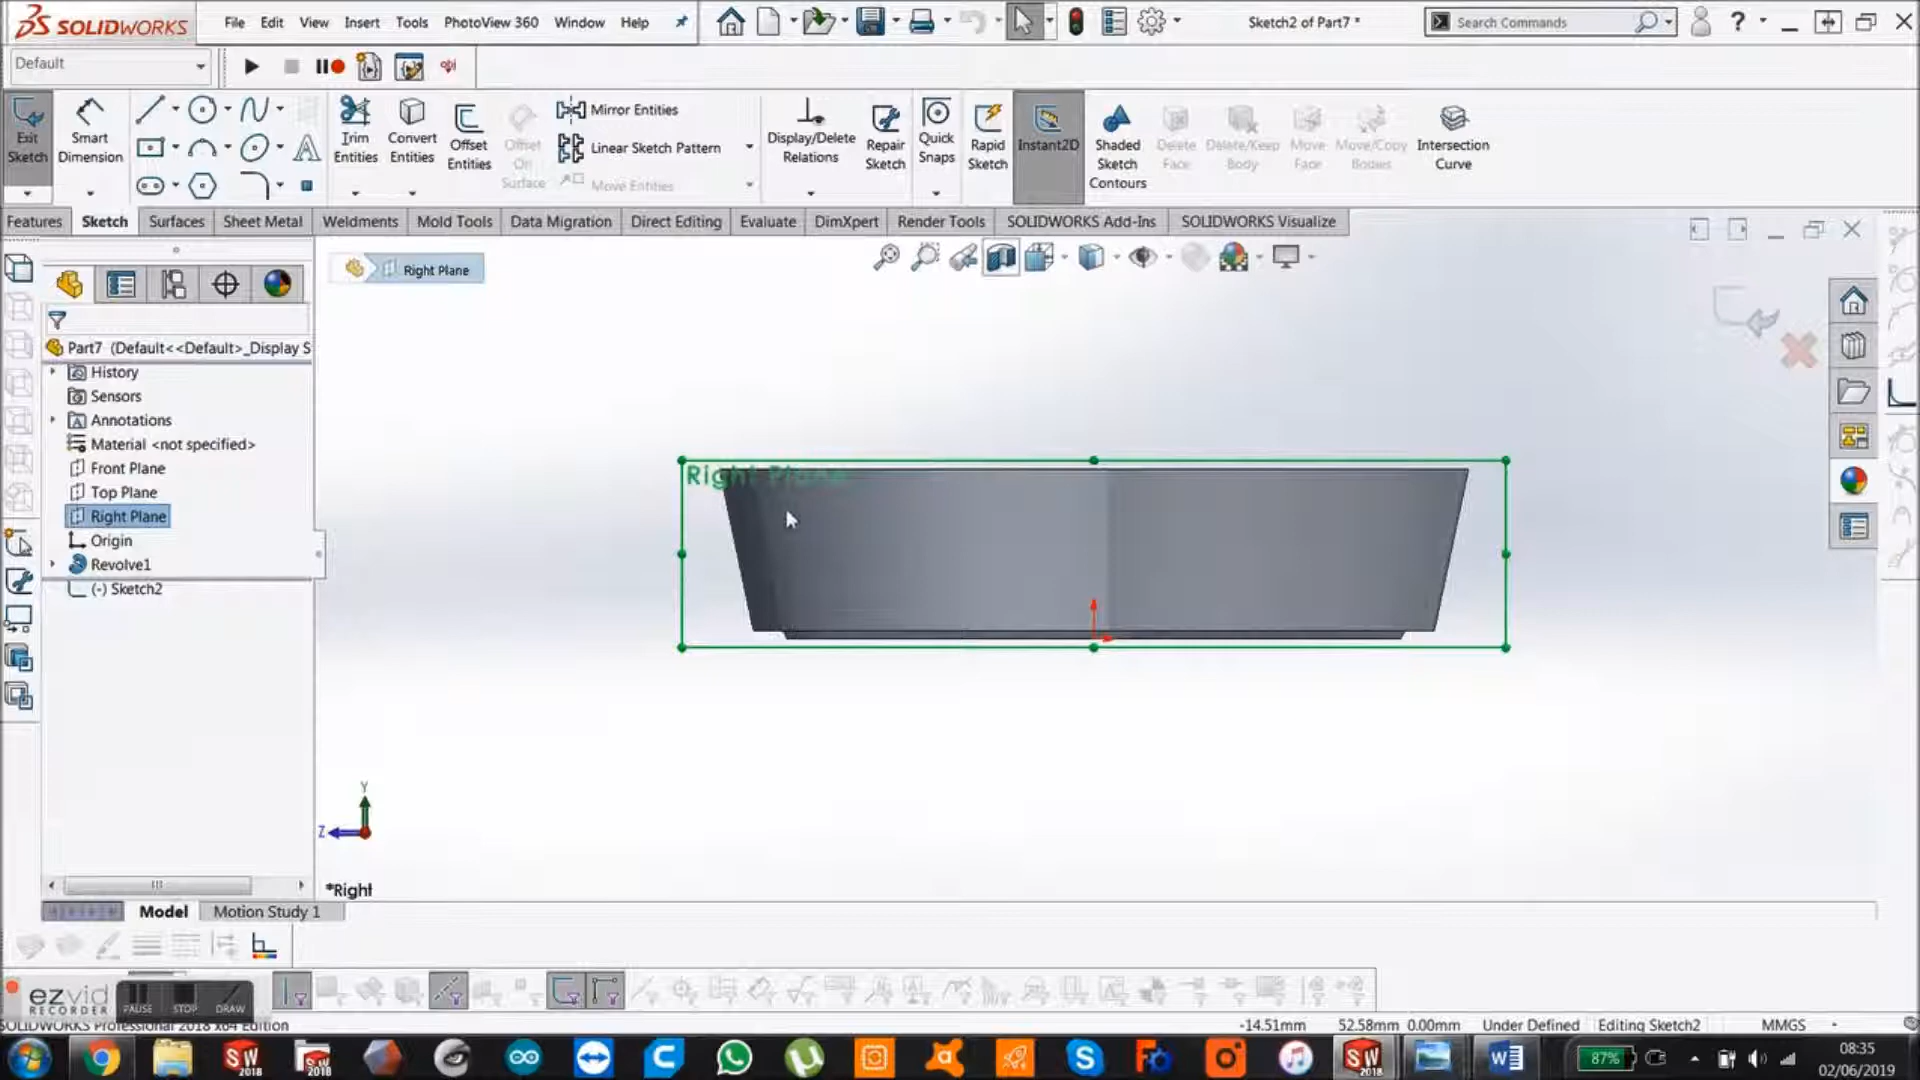 SOLIDWORKS
File Edit View Insert Tools PhotoView 360 Window Help
Sketch2 of Part7 *
Search Commands
?
Default
Exit Sketch
Smart Dimension
Trim Entities
Convert Entities
Offset Entities
Offset On Surface
Mirror Entities
Linear Sketch Pattern
Move Entities
Display/Delete Relations
Repair Sketch
Quick Snaps
Rapid Sketch
Instant2D
Shaded Sketch Contours
Delete Face
Delete/Keep Body
Move Face
Move/Copy Bodies
Intersection Curve
Features Sketch Surfaces Sheet Metal Weldments Mold Tools Data Migration Direct Editing Evaluate DimXpert Render Tools SOLIDWORKS Add-Ins SOLIDWORKS Visualize
Right Plane
Part7 (Default<<Default>_Display S
History
Sensors
Annotations
Material <not specified>
Front Plane
Top Plane
Right Plane
Origin
Revolve1
(-) Sketch2
Right Plane
Y
Z
*Right
Model Motion Study 1
ezvid
RECORDER
PAUSE STOP DRAW
SOLIDWORKS Professional 2018 x64 Edition
-14.51mm 52.58mm 0.00mm Under Defined Editing Sketch2 MMGS
SW 2018
2018
SW 2018
W
87%
08:35
02/06/2019